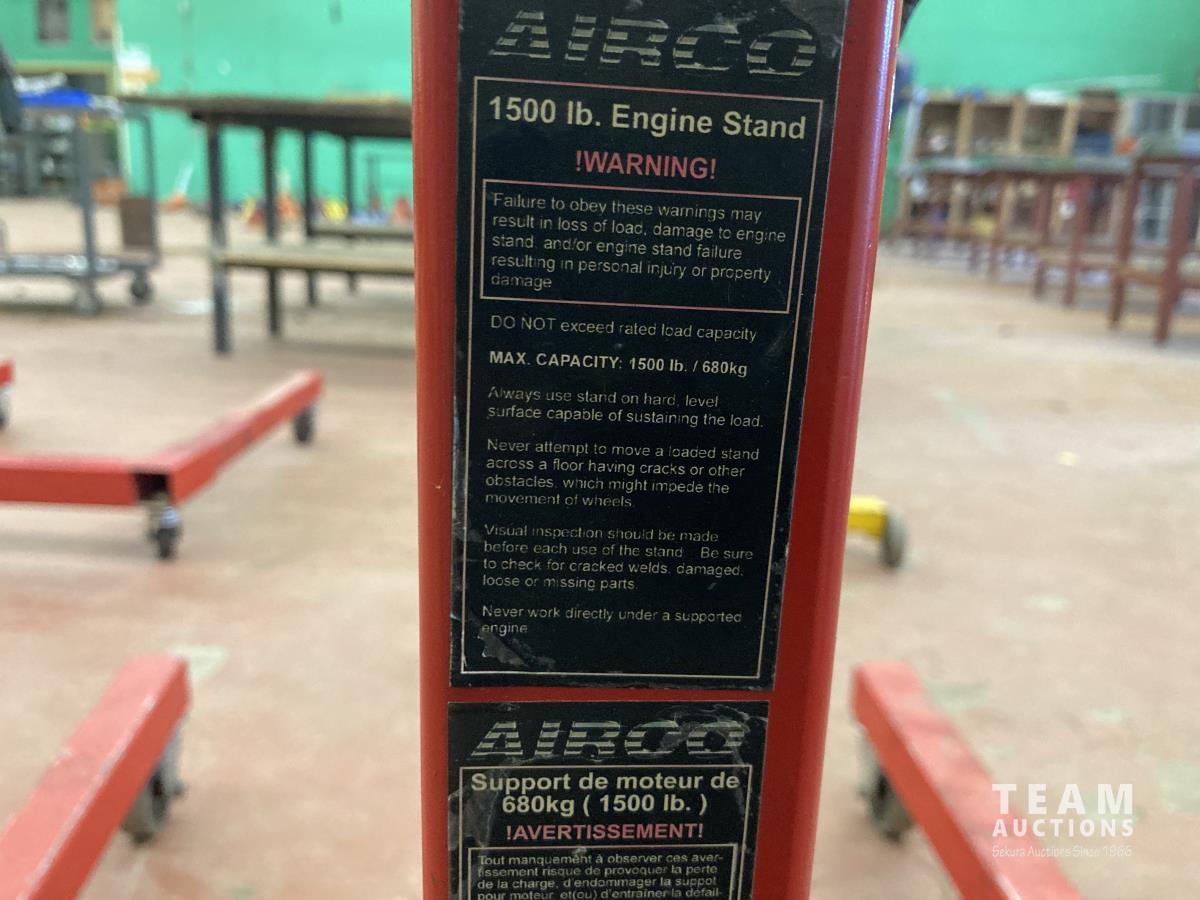 AIRCO
1500 lb. Engine Stand
!WARNING!
Failure to obey these warnings may
result in loss of load, damage to engine
stand, and/or engine stand failure
resulting in personal injury or property
damage
DO NOT exceed rated load capacity
MAX. CAPACITY: 1500 lb. / 680kg
Always use stand on hard, level
surface capable of sustaining the load.
Never attempt to move a loaded stand
across a floor having cracks or other
obstacles, which might impede the
movement of wheels.
Visual inspection should be made
before each use of the stand. Be sure
to check for cracked welds, damaged,
loose or missing parts.
Never work directly under a supported
engine
AIRCO
Support de moteur de
680kg ( 1500 lb. )
!AVERTISSEMENT!
Tout manquement à observer ces aver-
tissement risque de provoquer la perte
de la charge, d'endommager la suppot
pour moteur, et(ou) d'entraîner la défail-
TEAM
AUCTIONS
Sekura Auctions Since 1966